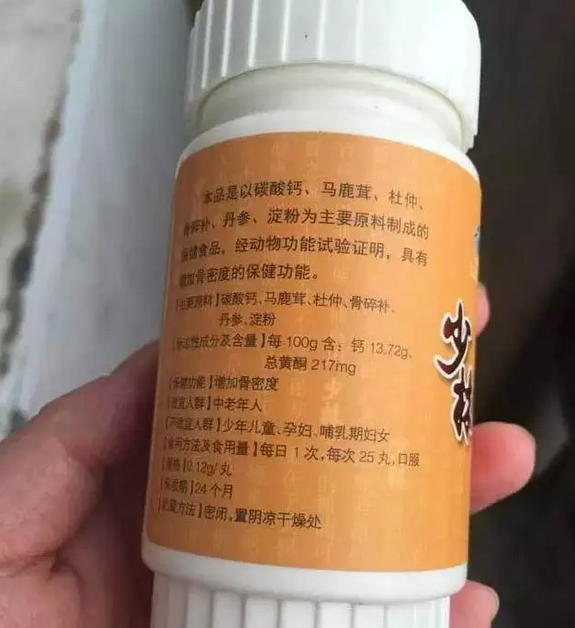 本品是以碳酸钙、马鹿茸、杜仲、
骨碎补、丹参、淀粉为主要原料制成的
保健食品，经动物功能试验证明，具有
增加骨密度的保健功能。
【主要原料】碳酸钙、马鹿茸、杜仲、骨碎补、
丹参、淀粉
【标志性成分及含量】每100g含：钙13.72g、
总黄酮217mg
【保健功能】增加骨密度
【适宜人群】中老年人
【不适宜人群】少年儿童、孕妇、哺乳期妇女
【食用方法及食用量】每日1次，每次25丸，口服
【规格】0.12g/丸
【保质期】24个月
【贮藏方法】密闭、置阴凉干燥处
少林